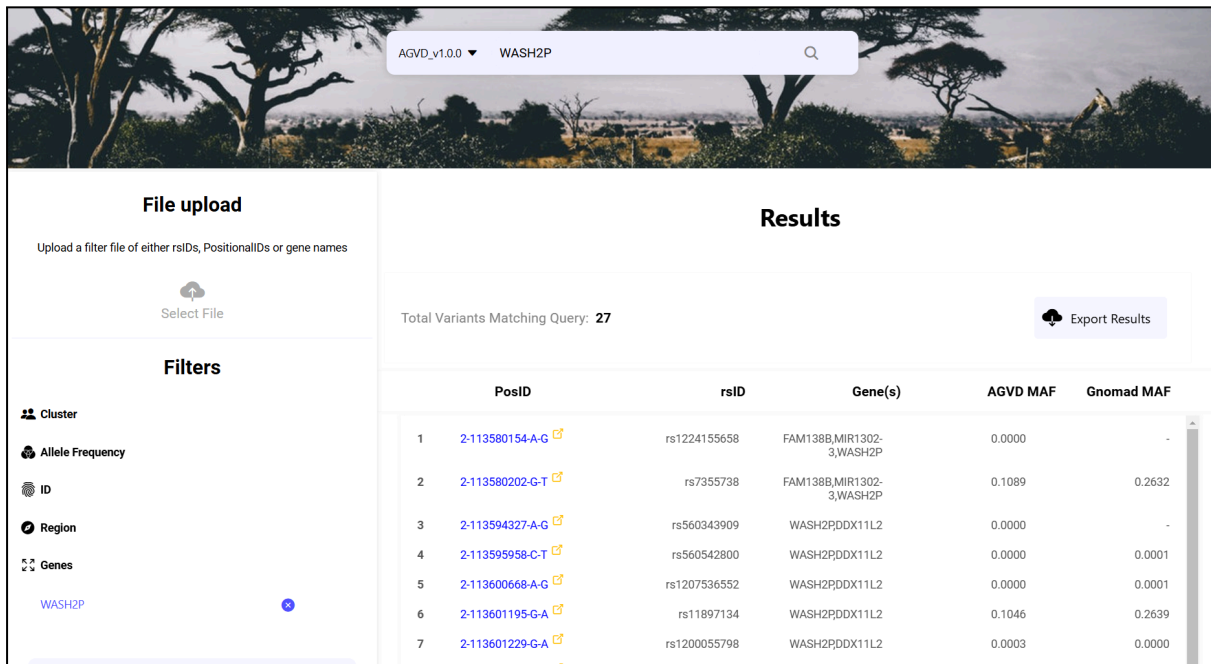 AGVD_v1.0.0 WASH2P
File upload
Upload a filter file of either rsIDs, PositionalIDs or gene names
Select File
Filters
Cluster
Allele Frequency
ID
Region
Genes
WASH2P
Results
Total Variants Matching Query: 27
Export Results
PosID rsID Gene(s) AGVD MAF Gnomad MAF
1 2-113580154-A-G rs1224155658 FAM138B,MIR1302-
3,WASH2P 0.0000 -
2 2-113580202-G-T rs7355738 FAM138B,MIR1302-
3,WASH2P 0.1089 0.2632
3 2-113594327-A-G rs560343909 WASH2P,DDX11L2 0.0000 -
4 2-113595958-C-T rs560542800 WASH2P,DDX11L2 0.0000 0.0001
5 2-113600668-A-G rs1207536552 WASH2P,DDX11L2 0.0000 0.0001
6 2-113601195-G-A rs11897134 WASH2P,DDX11L2 0.1046 0.2639
7 2-113601229-G-A rs1200055798 WASH2P,DDX11L2 0.0003 0.0000